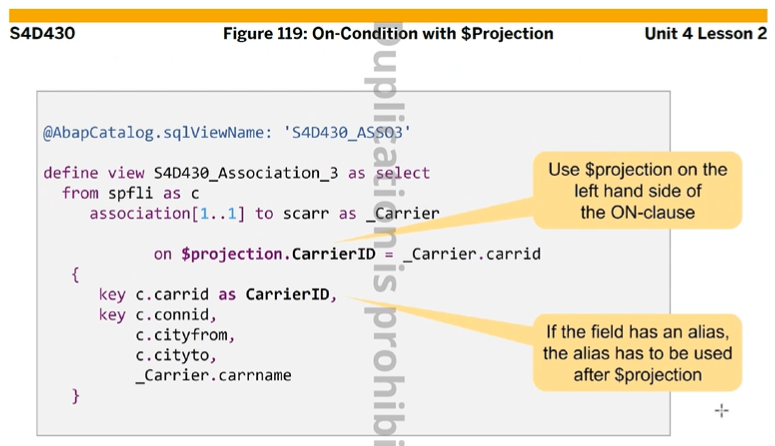 S4D430 Figure 119: On-Condition with $Projection Unit 4 Lesson 2
@AbapCatalog.sqlViewName: 'S4D430_ASSO3'
define view S4D430_Association_3 as select
from spfli as c
association[1..1] to scarr as _Carrier
on $projection.CarrierID = _Carrier.carrid
{
key c.carrid as CarrierID,
key c.connid,
c.cityfrom,
c.cityto,
_Carrier.carrname
}
Use $projection on the
left hand side of
the ON-clause
If the field has an alias,
the alias has to be used
after $projection
Duplication is prohibi